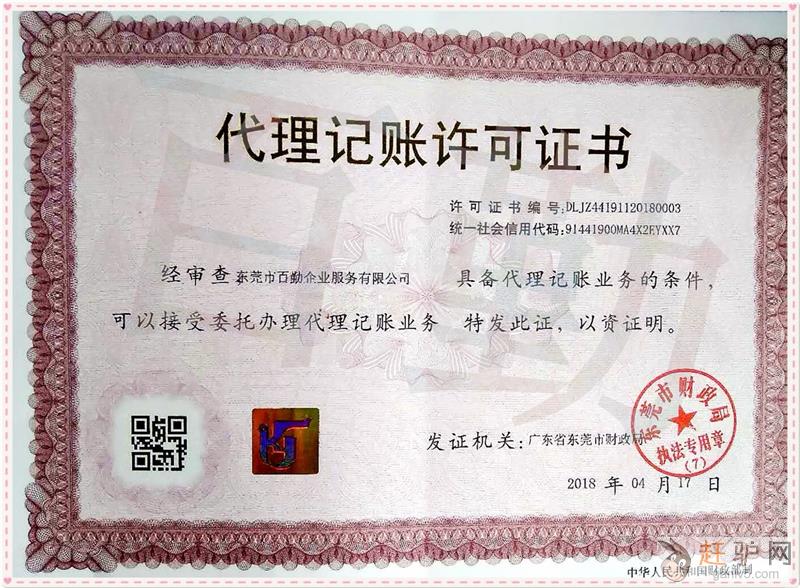 代理记账许可证书
许可证书编号:DLJZ44191120180003
统一社会信用代码:91441900MA4X2EYXX7
经审查东莞市百勤企业服务有限公司 具备代理记账业务的条件，
可以接受委托办理代理记账业务 特发此证，以资证明。
发证机关:广东省东莞市财政局
东莞市财政局
执法专用章
(7)
2018 年 04 月 17 日
中华人民共和国财政部制
百勤
赶驴网